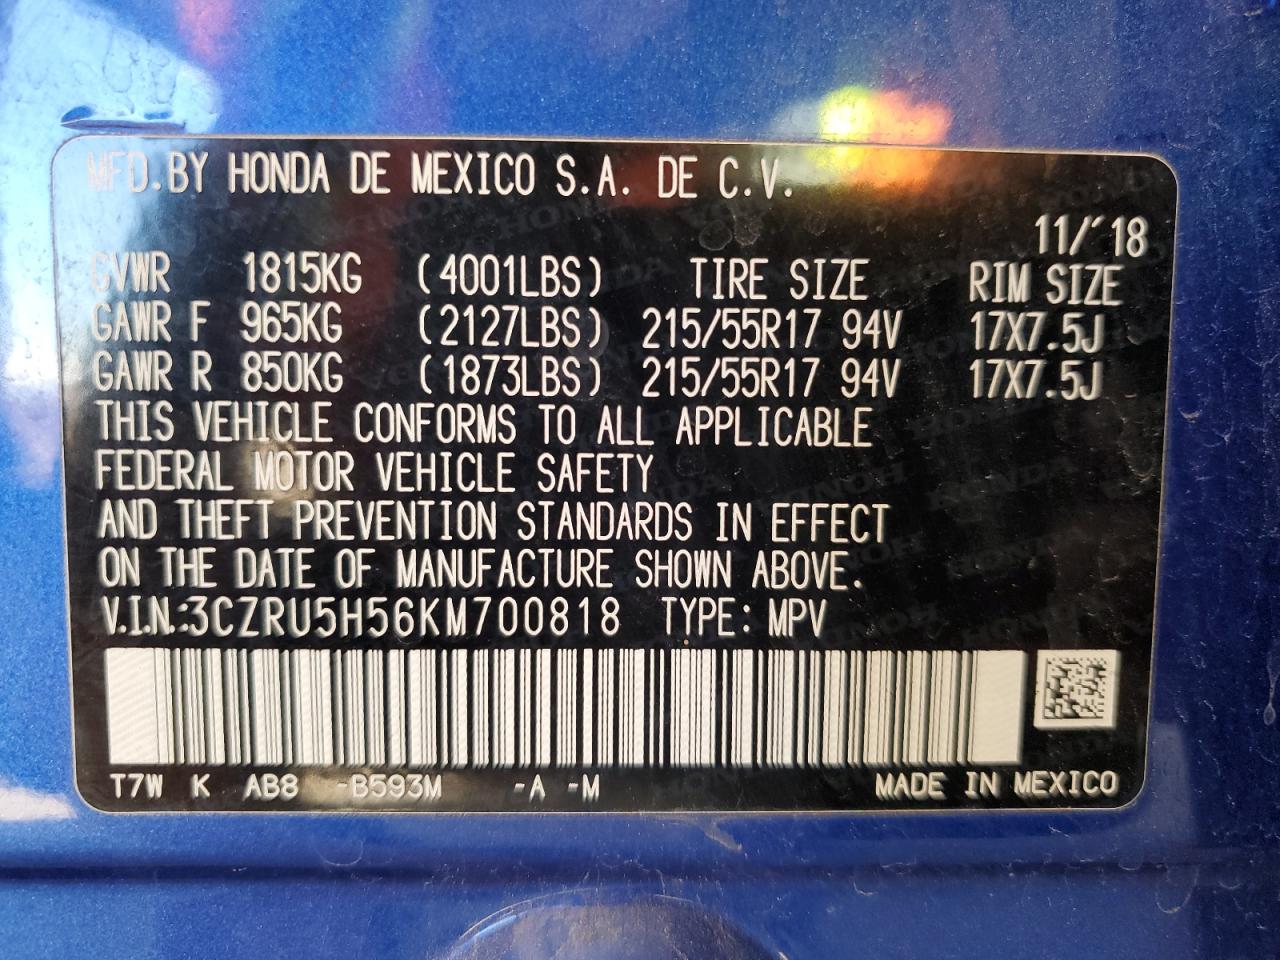 MFD.BY HONDA DE MEXICO S.A. DE C.V.
11/'18
GVWR 1815KG (4001LBS) TIRE SIZE RIM SIZE
GAWR F 965KG (2127LBS) 215/55R17 94V 17X7.5J
GAWR R 850KG (1873LBS) 215/55R17 94V 17X7.5J
THIS VEHICLE CONFORMS TO ALL APPLICABLE
FEDERAL MOTOR VEHICLE SAFETY
AND THEFT PREVENTION STANDARDS IN EFFECT
ON THE DATE OF MANUFACTURE SHOWN ABOVE.
V.I.N.:3CZRU5H56KM700818 TYPE: MPV
T7W K AB8 -B593M -A -M MADE IN MEXICO